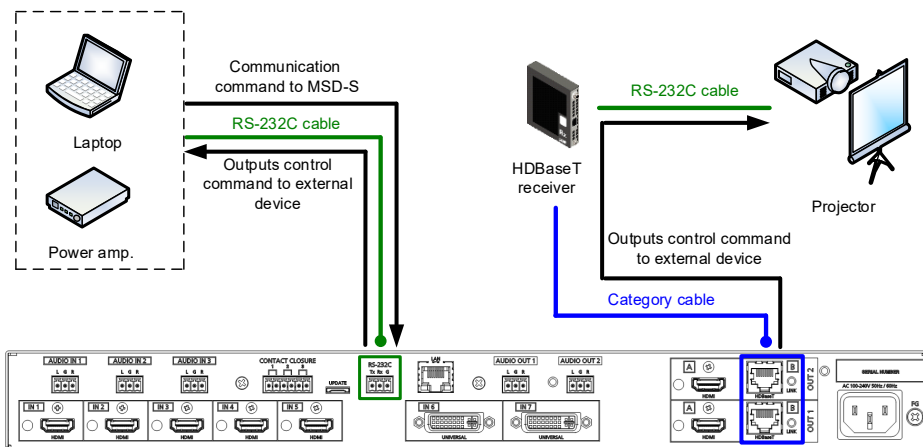 Communication
command to MSD-S
RS-232C cable
Outputs control
command to external
device
Laptop
Power amp.
HDBaseT
receiver
RS-232C cable
Projector
Outputs control command
to external device
Category cable
AUDIO IN 1
L G R
AUDIO IN 2
L G R
AUDIO IN 3
L G R
CONTACT CLOSURE
1 2 3
UPDATE
RS-232C
Tx Rx G
LAN
AUDIO OUT 1
L G R
AUDIO OUT 2
L G R
IN 1
HDMI
IN 2
HDMI
IN 3
HDMI
IN 4
HDMI
IN 5
HDMI
IN 6
UNIVERSAL
IN 7
UNIVERSAL
A
HDMI
HDBaseT
B
LINK
OUT 2
A
HDMI
HDBaseT
B
LINK
OUT 1
SERIAL NUMBER
AC 100-240V 50Hz / 60Hz
FG